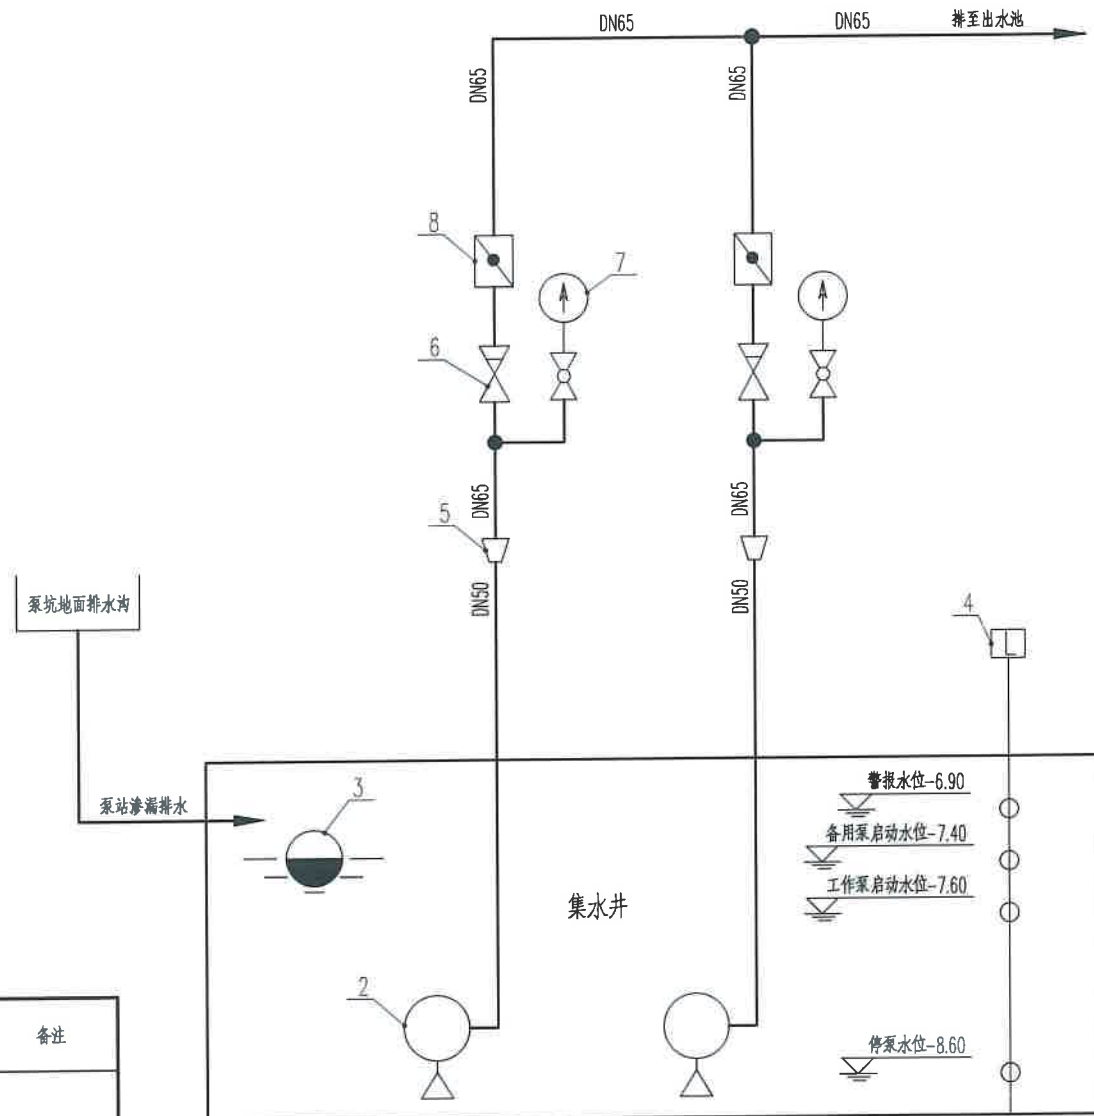 DN65
DN65
排至出水池
DN65
DN65
8
7
6
DN65
DN65
5
DN50
DN50
泵坑地面排水沟
4
L
警报水位-6.90
3
泵站渗漏排水
备用泵启动水位-7.40
工作泵启动水位-7.60
集水井
2
备注
停泵水位-8.60